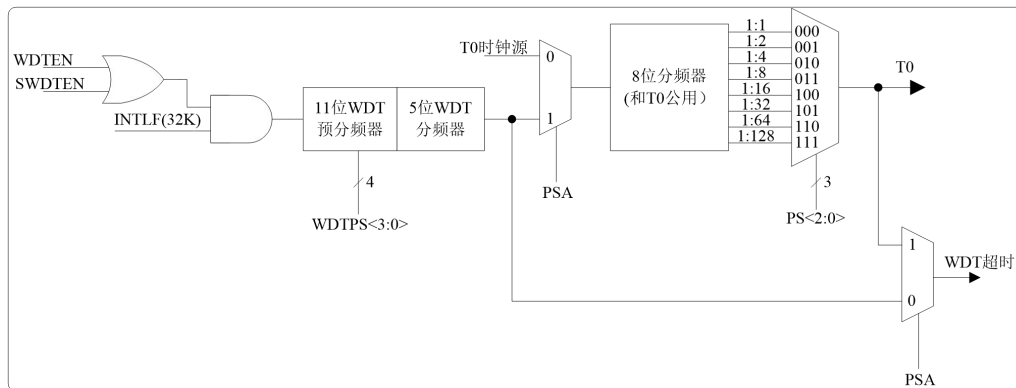 WDTEN
SWDTEN
INTLF(32K)
11位WDT
预分频器
5位WDT
分频器
4
WDTPS<3:0>
T0时钟源
0
1
PSA
8位分频器
(和T0公用）
1:1
1:2
1:4
1:8
1:16
1:32
1:64
1:128
000
001
010
011
100
101
110
111
3
PS<2:0>
T0
1
0
WDT超时
PSA